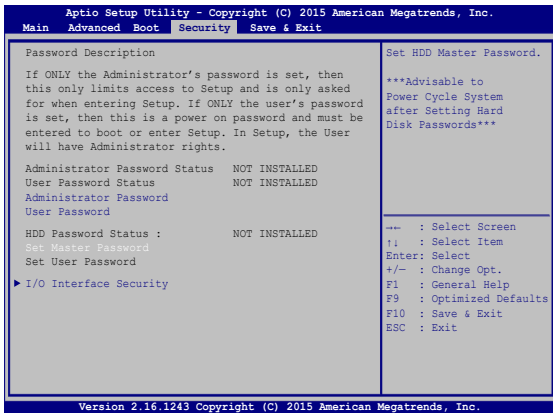 Aptio Setup Utility - Copyright (C) 2015 American Megatrends, Inc.
Main Advanced Boot Security Save & Exit
Password Description
If ONLY the Administrator's password is set, then
this only limits access to Setup and is only asked
for when entering Setup. If ONLY the user's password
is set, then this is a power on password and must be
entered to boot or enter Setup. In Setup, the User
will have Administrator rights.
Administrator Password Status NOT INSTALLED
User Password Status NOT INSTALLED
Administrator Password
User Password
HDD Password Status : NOT INSTALLED
Set Master Password
Set User Password
► I/O Interface Security
Set HDD Master Password.
***Advisable to
Power Cycle System
after Setting Hard
Disk Passwords***
→← : Select Screen
↑↓ : Select Item
Enter: Select
+/— : Change Opt.
F1 : General Help
F9 : Optimized Defaults
F10 : Save & Exit
ESC : Exit
Version 2.16.1243 Copyright (C) 2015 American Megatrends, Inc.